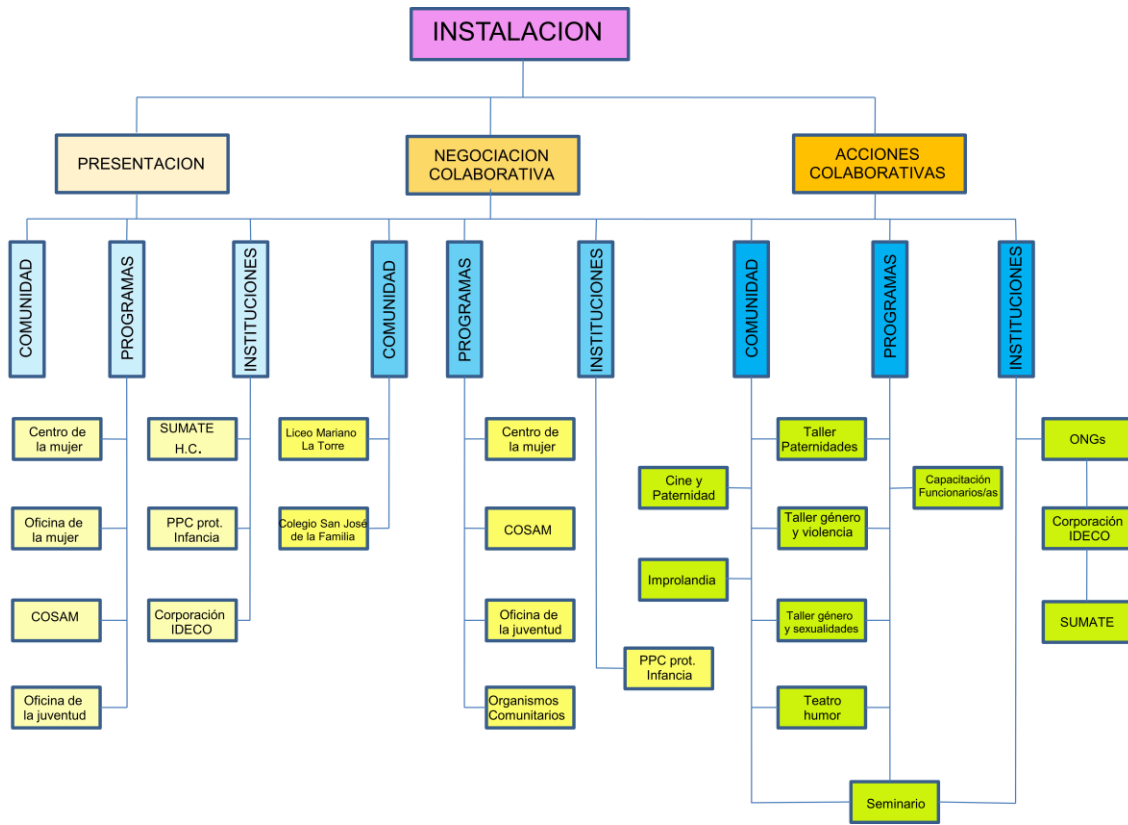 INSTALACION
PRESENTACION
NEGOCIACION
COLABORATIVA
ACCIONES
COLABORATIVAS
COMUNIDAD
PROGRAMAS
INSTITUCIONES
COMUNIDAD
PROGRAMAS
INSTITUCIONES
COMUNIDAD
PROGRAMAS
INSTITUCIONES
Centro de
la mujer
Oficina de
la mujer
COSAM
Oficina de
la juventud
SUMATE
H.C.
PPC prot.
Infancia
Corporación
IDECO
Liceo Mariano
La Torre
Colegio San José
de la Familia
Centro de
la mujer
COSAM
Oficina de
la juventud
Organismos
Comunitarios
PPC prot.
Infancia
Cine y
Paternidad
Improlandia
Taller
Paternidades
Taller género
y violencia
Taller género
y sexualidades
Teatro
humor
Capacitación
Funcionarios/as
Seminario
ONGs
Corporación
IDECO
SUMATE